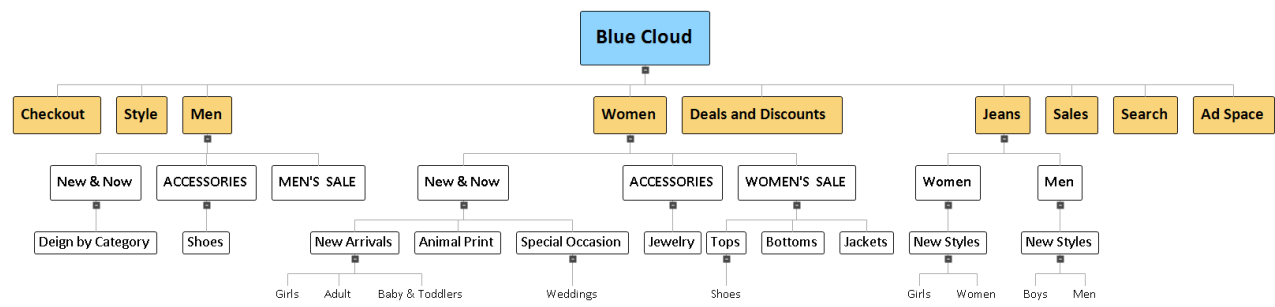 Blue Cloud
Checkout Style Men Women Deals and Discounts Jeans Sales Search Ad Space
New & Now ACCESSORIES MEN'S SALE New & Now ACCESSORIES WOMEN'S SALE Women Men
Deign by Category Shoes New Arrivals Animal Print Special Occasion Jewelry Tops Bottoms Jackets New Styles New Styles
Girls Adult Baby & Toddlers Weddings Shoes Girls Women Boys Men